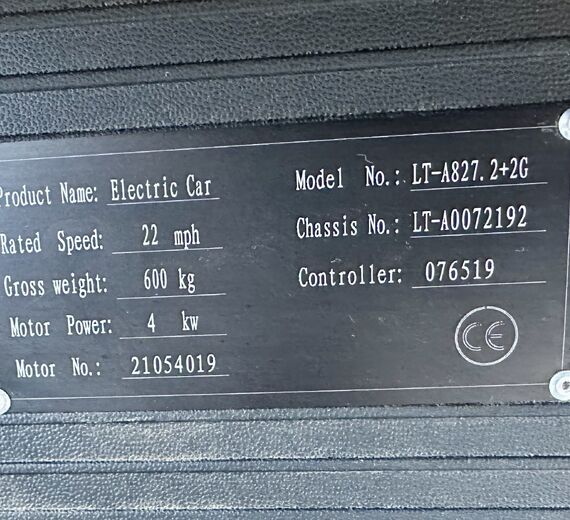 Product Name: Electric Car
Rated Speed: 22 mph
Gross weight: 600 kg
Motor Power: 4 kw
Motor No.: 21054019
Model No.: LT-A827.2+2G
Chassis No.: LT-A0072192
Controller: 076519
CE